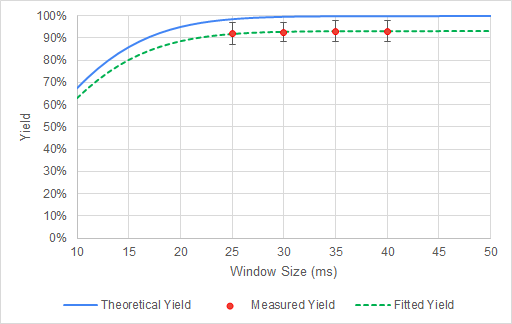 100%
90%
80%
70%
60%
50%
40%
30%
20%
10%
0%
Yield
10 15 20 25 30 35 40 45 50
Window Size (ms)
Theoretical Yield Measured Yield Fitted Yield